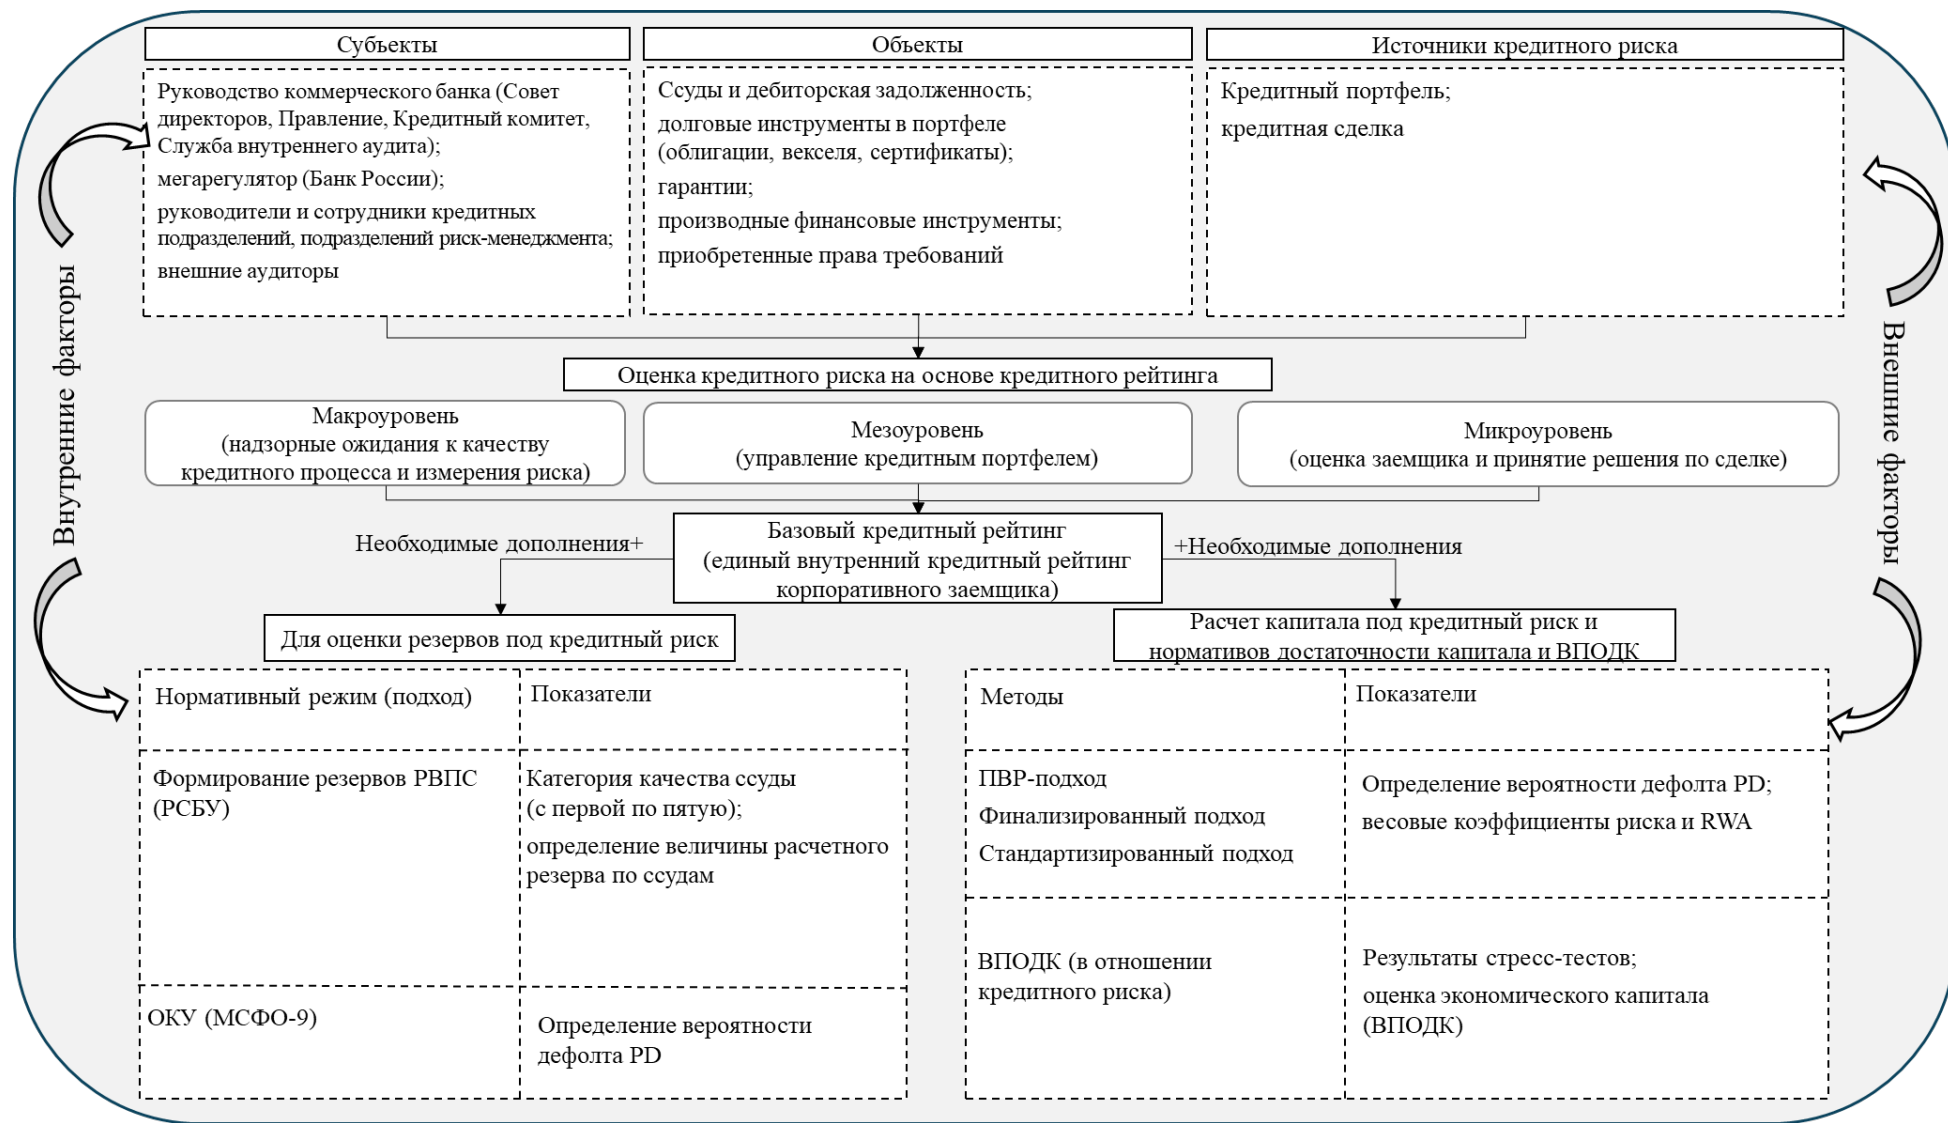 Субъекты
Руководство коммерческого банка (Совет
директоров, Правление, Кредитный комитет,
Служба внутреннего аудита);
мегарегулятор (Банк России);
руководители и сотрудники кредитных
подразделений, подразделений риск-менеджмента;
внешние аудиторы
Объекты
Ссуды и дебиторская задолженность;
долговые инструменты в портфеле
(облигации, векселя, сертификаты);
гарантии;
производные финансовые инструменты;
приобретенные права требований
Источники кредитного риска
Кредитный портфель;
кредитная сделка
Внутренние факторы
Внешние факторы
Оценка кредитного риска на основе кредитного рейтинга
Макроуровень
(надзорные ожидания к качеству
кредитного процесса и измерения риска)
Мезоуровень
(управление кредитным портфелем)
Микроуровень
(оценка заемщика и принятие решения по сделке)
Необходимые дополнения+
Базовый кредитный рейтинг
(единый внутренний кредитный рейтинг
корпоративного заемщика)
+Необходимые дополнения
Для оценки резервов под кредитный риск
Нормативный режим (подход)
Показатели
Формирование резервов РВПС
(РСБУ)
Категория качества ссуды
(с первой по пятую);
определение величины расчетного
резерва по ссудам
ОКУ (МСФО-9)
Определение вероятности
дефолта PD
Расчет капитала под кредитный риск и
нормативов достаточности капитала и ВПОДК
Методы
Показатели
ПВР-подход
Финализированный подход
Стандартизированный подход
Определение вероятности дефолта PD;
весовые коэффициенты риска и RWA
ВПОДК (в отношении
кредитного риска)
Результаты стресс-тестов;
оценка экономического капитала
(ВПОДК)